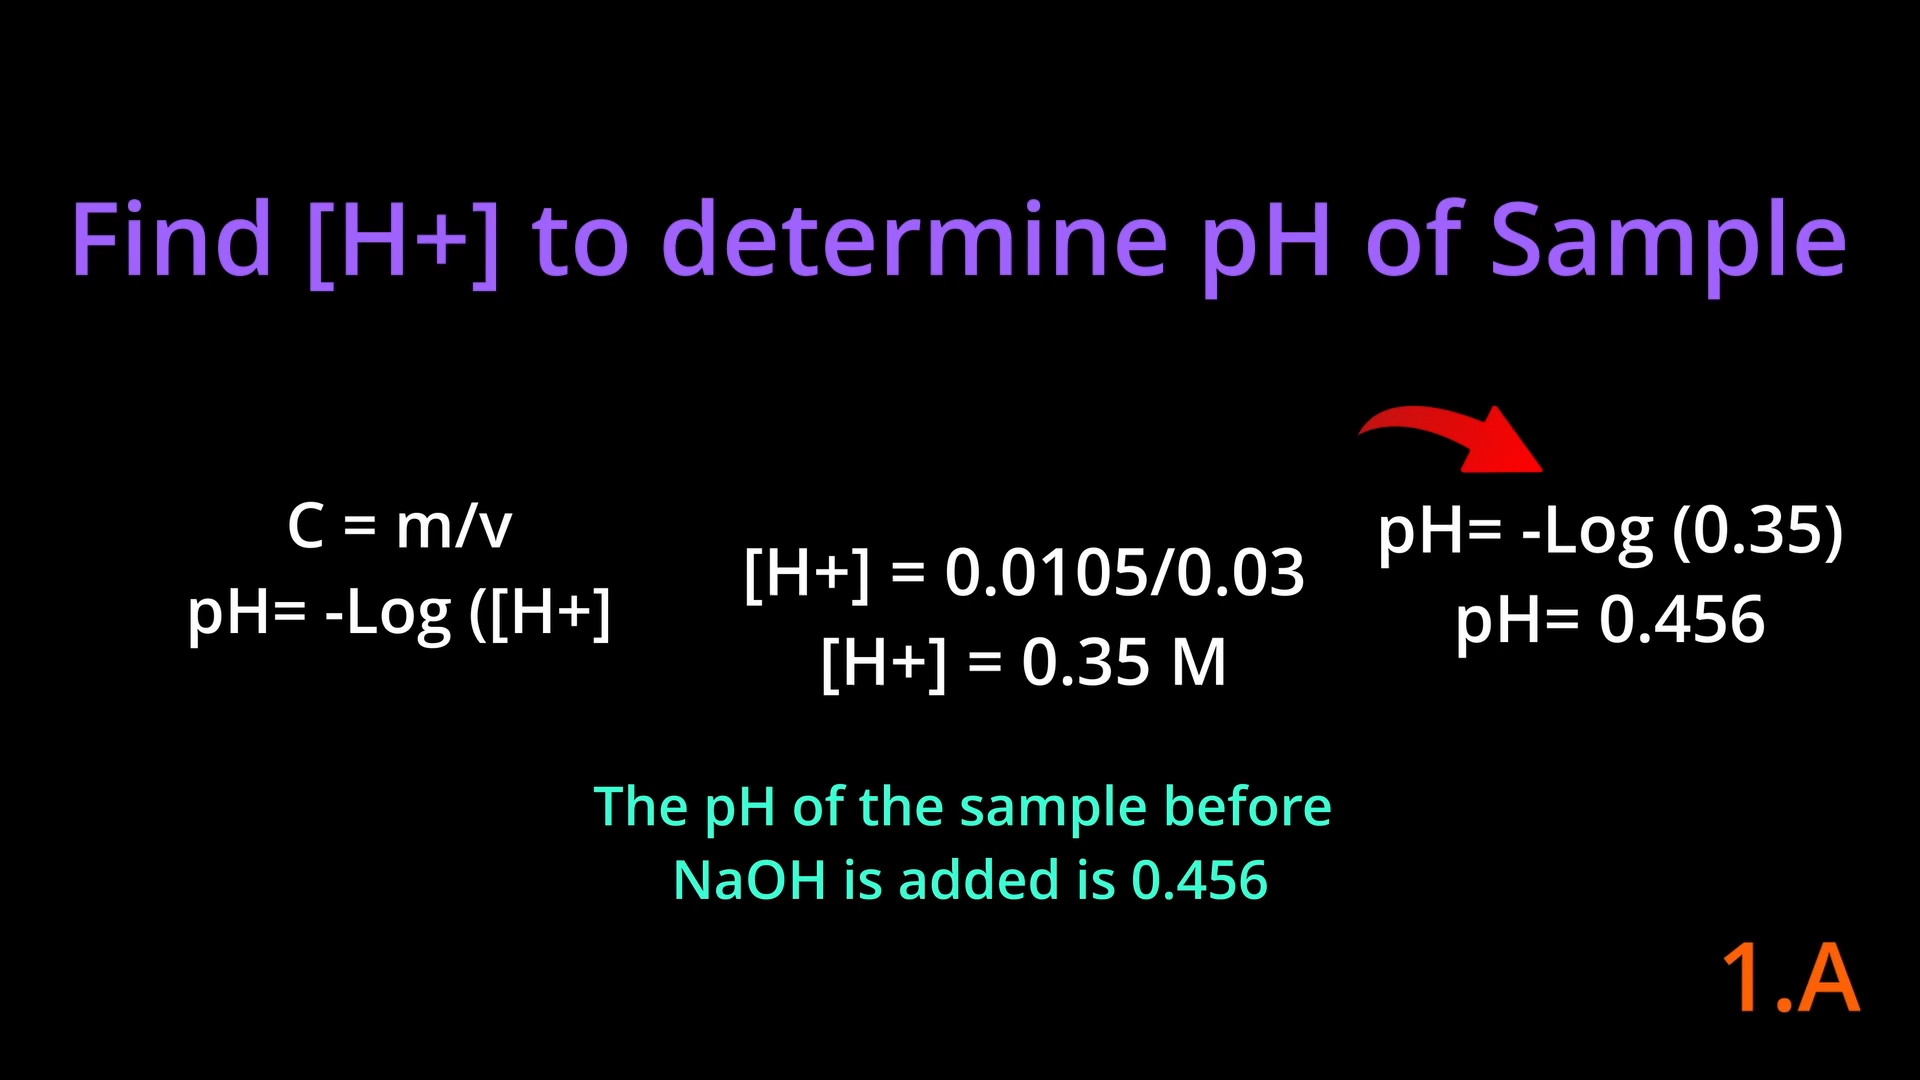 Find [H+] to determine pH of Sample
C = m/v
pH= -Log ([H+]
[H+] = 0.0105/0.03
[H+] = 0.35 M
pH= -Log (0.35)
pH= 0.456
The pH of the sample before
NaOH is added is 0.456
1.A